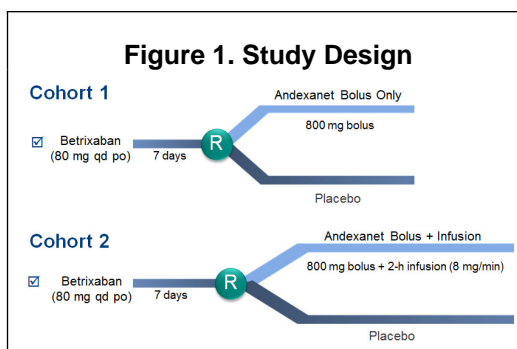 Figure 1. Study Design
Cohort 1
Andexanet Bolus Only
800 mg bolus
Betrixaban
(80 mg qd po)
7 days
R
Placebo
Cohort 2
Andexanet Bolus + Infusion
800 mg bolus + 2-h infusion (8 mg/min)
Betrixaban
(80 mg qd po)
7 days
R
Placebo